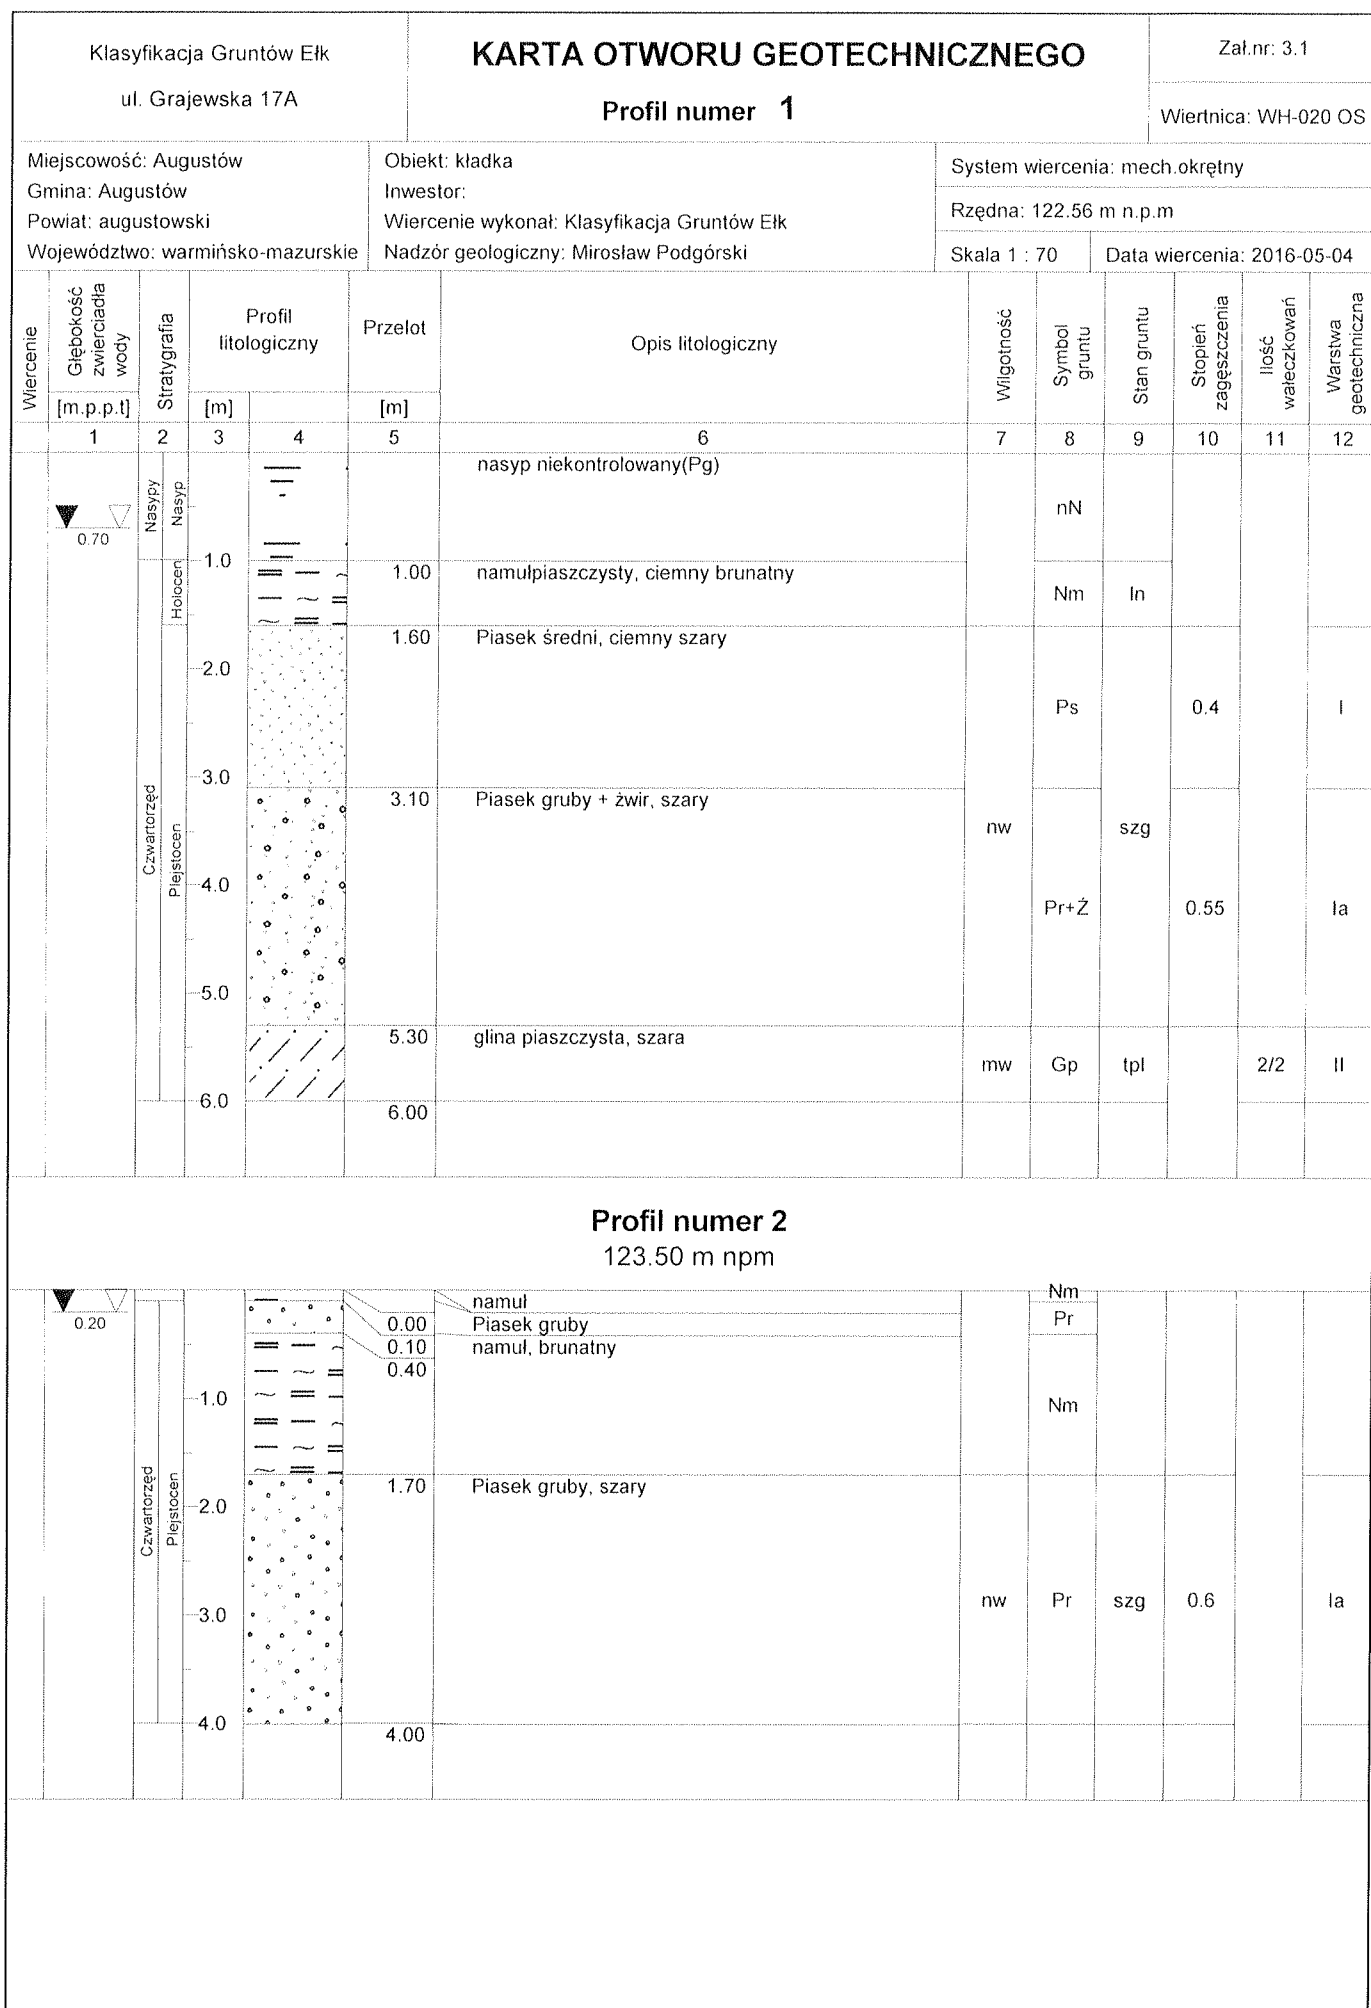 Klasyfikacja Gruntów Ełk
ul. Grajewska 17A
KARTA OTWORU GEOTECHNICZNEGO
Profil numer 1
Zał.nr: 3.1
Wiertnica: WH-020 OS
Miejscowość: Augustów
Gmina: Augustów
Powiat: augustowski
Województwo: warmińsko-mazurskie
Obiekt: kładka
Inwestor:
Wiercenie wykonał: Klasyfikacja Gruntów Ełk
Nadzór geologiczny: Mirosław Podgórski
System wiercenia: mech.okrętny
Rzędna: 122.56 m n.p.m
Skala 1 : 70
Data wiercenia: 2016-05-04
Wiercenie
Głębokość zwierciadła wody
[m.p.p.t]
Stratygrafia
Profil litologiczny
[m]
Przelot
[m]
Opis litologiczny
Wilgotność
Symbol gruntu
Stan gruntu
Stopień zagęszczenia
Ilość wałeczkowań
Warstwa geotechniczna
1 2 3 4 5 6 7 8 9 10 11 12
0.70
Nasypy
Nasyp
nasyp niekontrolowany(Pg)
nN
1.0
Holocen
1.00
namułpiaszczysty, ciemny brunatny
Nm
ln
1.60
Piasek średni, ciemny szary
2.0
Ps
0.4
I
3.0
3.10
Piasek gruby + żwir, szary
Czwartorzęd
Plejstocen
nw
szg
4.0
Pr+Ż
0.55
Ia
5.0
5.30
glina piaszczysta, szara
mw
Gp
tpl
2/2
II
6.0
6.00
Profil numer 2
123.50 m npm
0.20
namuł
Nm
0.00
Piasek gruby
Pr
0.10
namuł, brunatny
0.40
1.0
Nm
1.70
Piasek gruby, szary
Czwartorzęd
Plejstocen
2.0
3.0
nw
Pr
szg
0.6
Ia
4.0
4.00